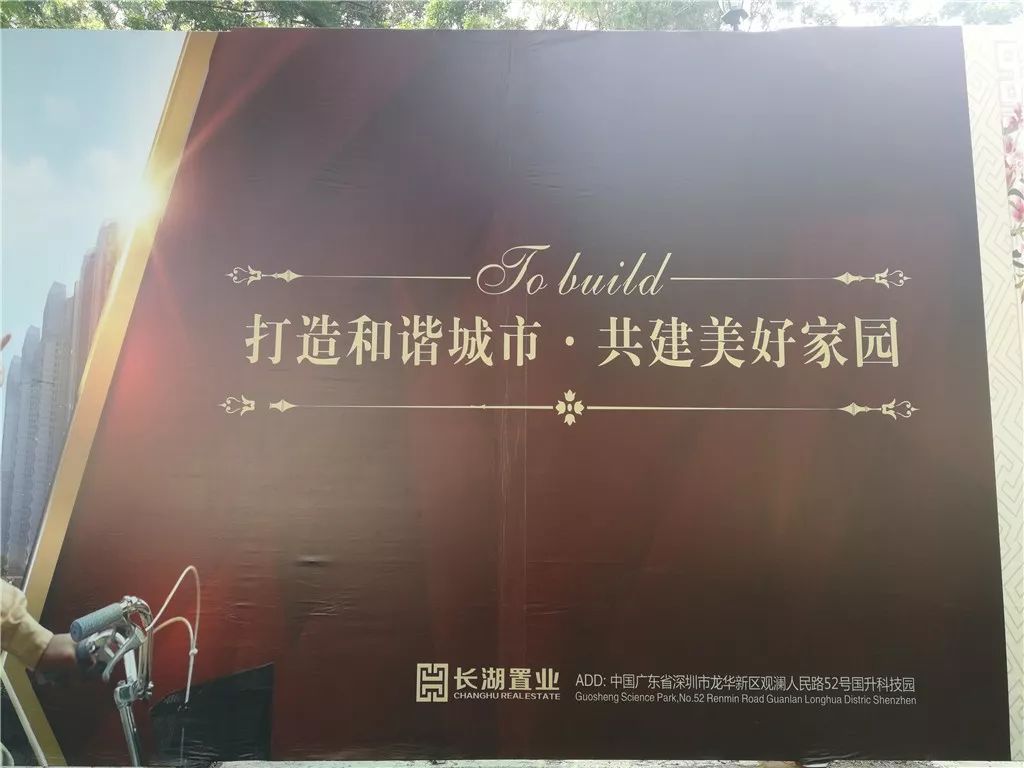 To build
打造和谐城市·共建美好家园
长湖置业
CHANGHU REAL ESTATE
ADD: 中国广东省深圳市龙华新区观澜人民路52号国升科技园
Guosheng Science Park,No.52 Renmin Road Guanlan Longhua Distric Shenzhen